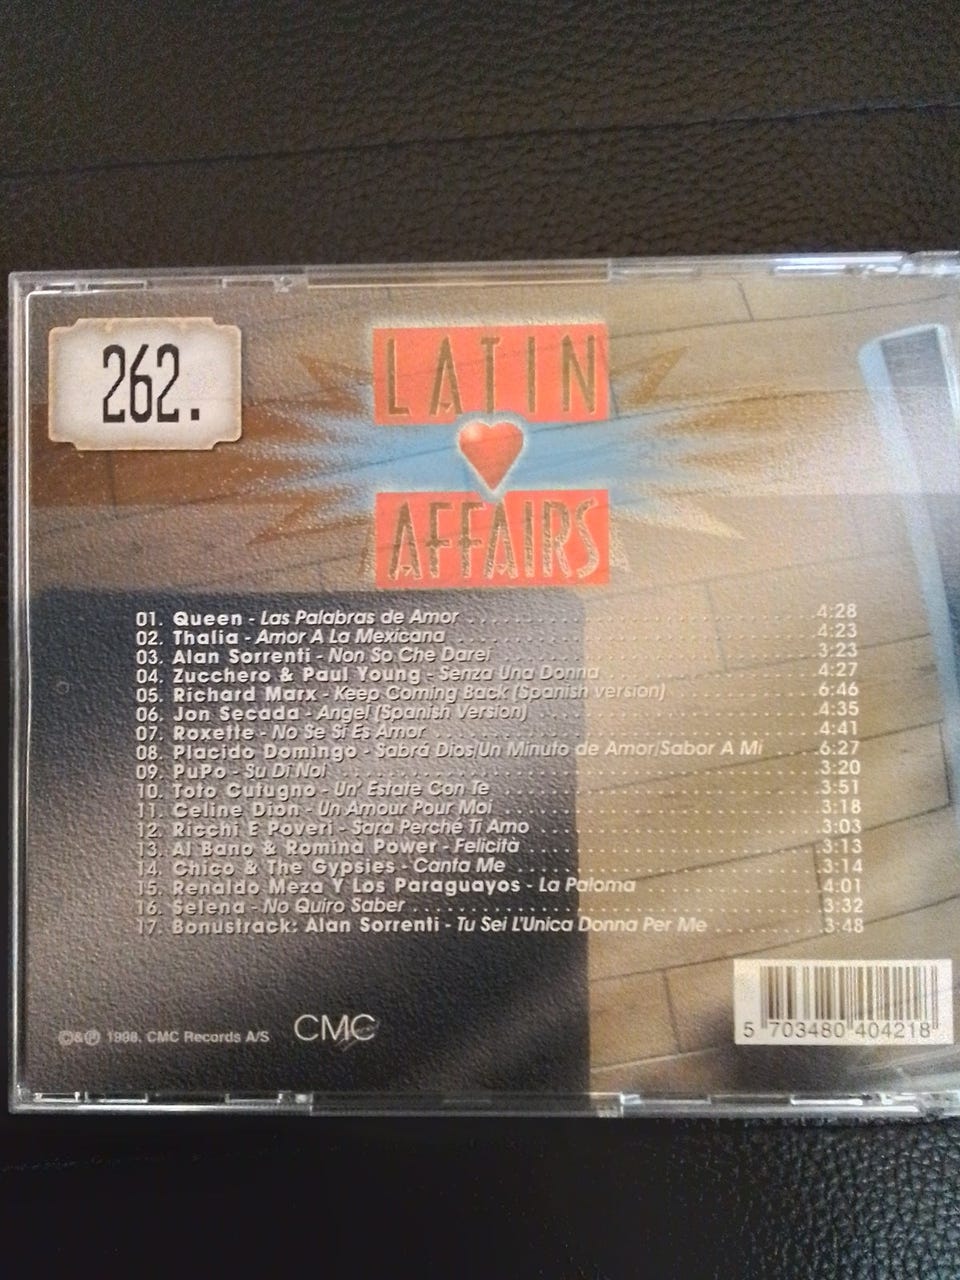 262.
LATIN
AFFAIRS
01. Queen - Las Palabras de Amor 4:28
02. Thalia - Amor A La Mexicana 4:23
03. Alan Sorrenti - Non So Che Darei 3:23
04. Zucchero & Paul Young - Senza Una Donna 4:27
05. Richard Marx - Keep Coming Back (Spanish version) 6:46
06. Jon Secada - Angel (Spanish Version) 4:35
07. Roxette - No Se Si Es Amor 4:41
08. Placido Domingo - Sabrá Dios/Un Minuto de Amor/Sabor A Mi 6:27
09. PuPo - Su Di Noi 3:20
10. Toto Cutugno - Un' Estate Con Te 3:51
11. Celine Dion - Un Amour Pour Moi 3:18
12. Ricchi E Poveri - Sara Perché Ti Amo 3:03
13. Al Bano & Romina Power - Felicità 3:13
14. Chico & The Gypsies - Canta Me 3:14
15. Renaldo Meza Y Los Paraguayos - La Paloma 4:01
16. Selena - No Quiro Saber 3:32
17. Bonustrack: Alan Sorrenti - Tu Sei L'Unica Donna Per Me 3:48
©&℗ 1998. CMC Records A/S CMC
5 703480 404218